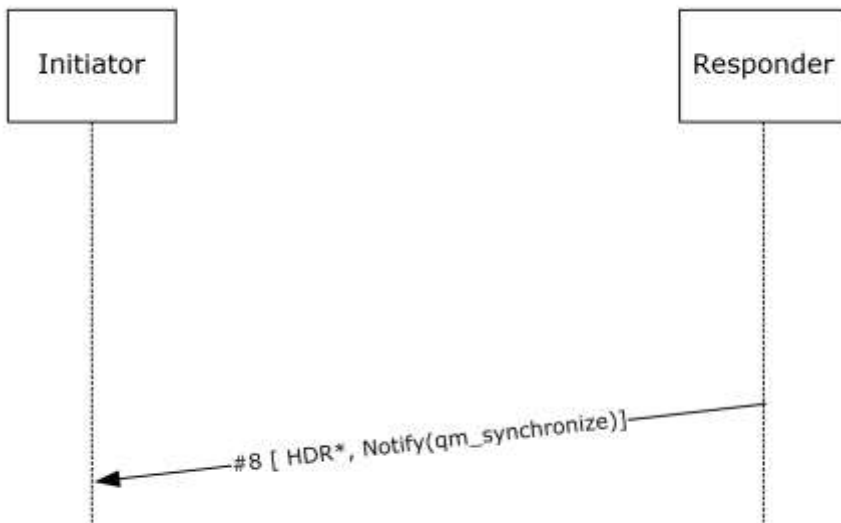 Initiator
Responder
#8 [ HDR*, Notify(qm_synchronize)]